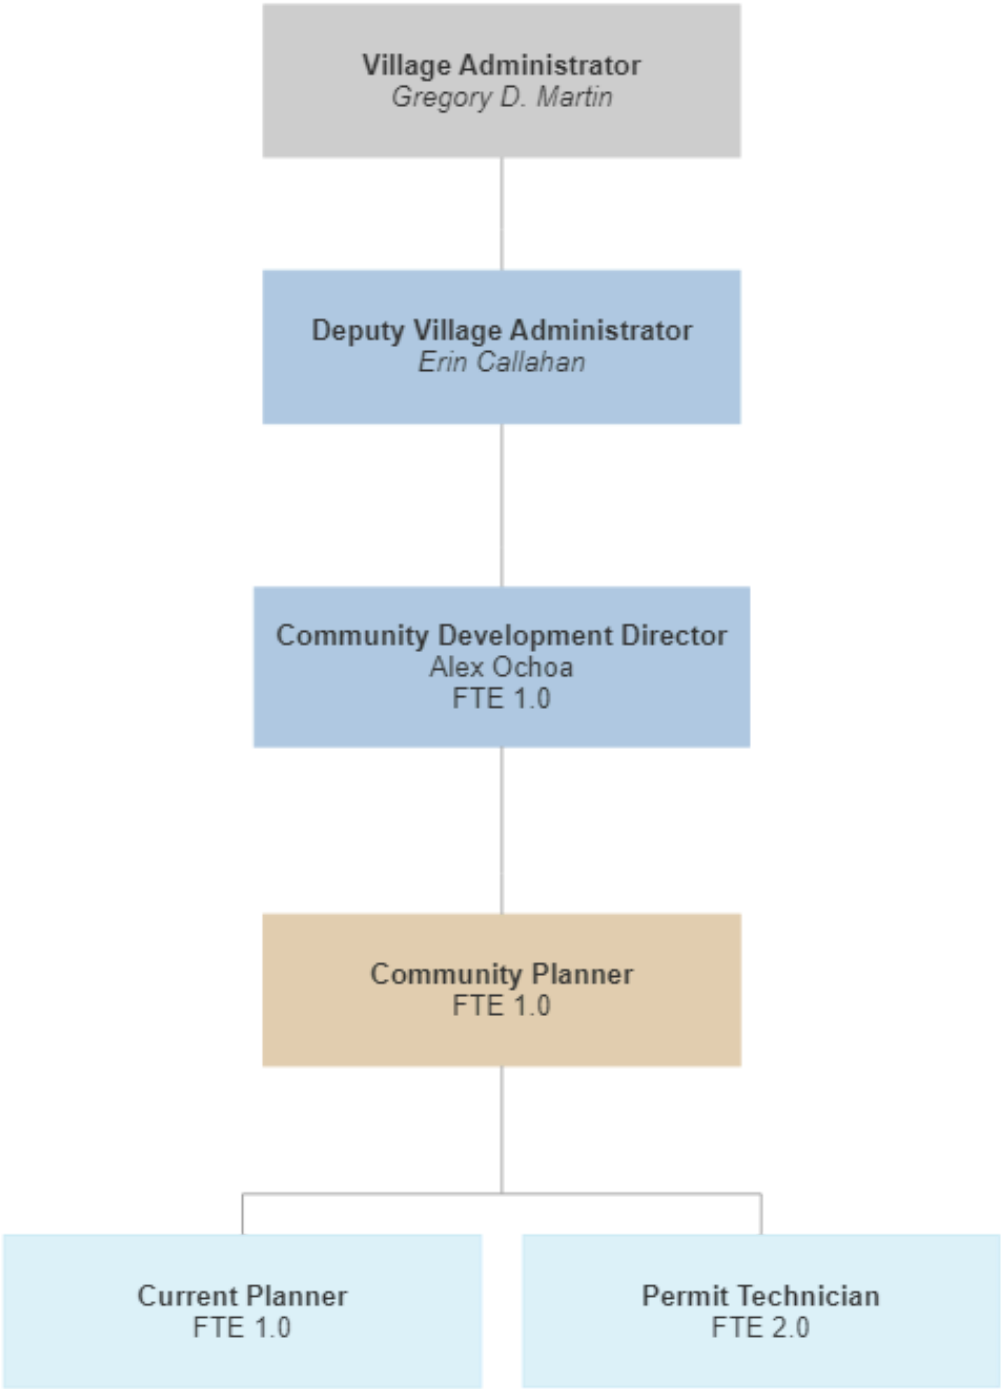 Village Administrator
Gregory D. Martin
Deputy Village Administrator
Erin Callahan
Community Development Director
Alex Ochoa
FTE 1.0
Community Planner
FTE 1.0
Current Planner
FTE 1.0
Permit Technician
FTE 2.0